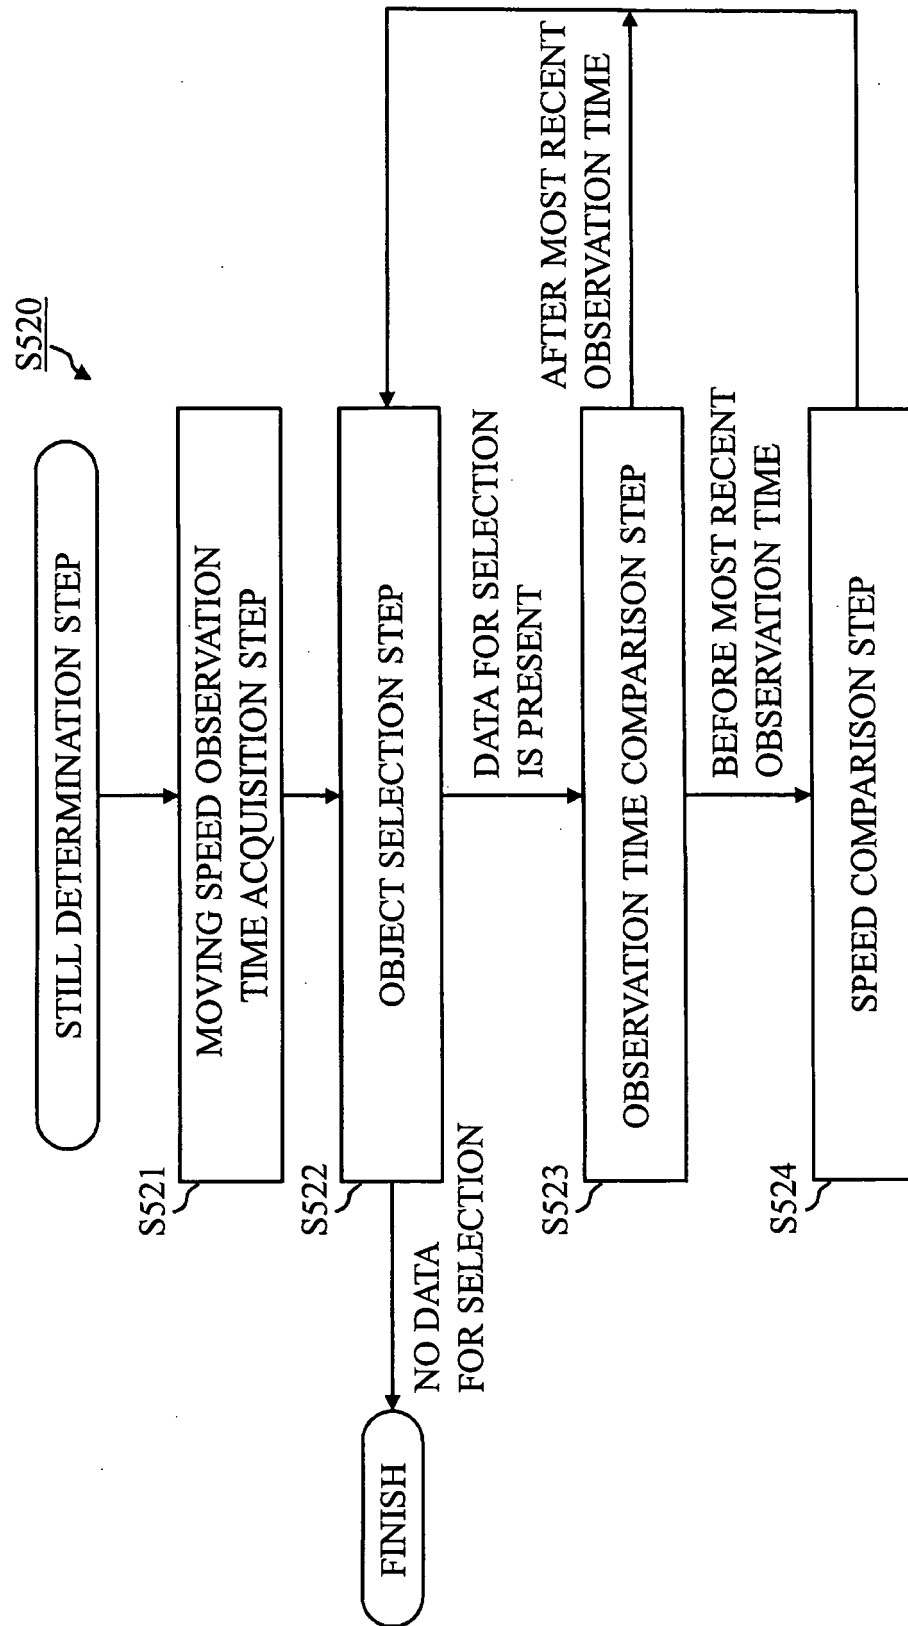 S520
STILL DETERMINATION STEP
S521
MOVING SPEED OBSERVATION
TIME ACQUISITION STEP
S522
OBJECT SELECTION STEP
NO DATA
FOR SELECTION
FINISH
DATA FOR SELECTION
IS PRESENT
S523
OBSERVATION TIME COMPARISON STEP
AFTER MOST RECENT
OBSERVATION TIME
BEFORE MOST RECENT
OBSERVATION TIME
S524
SPEED COMPARISON STEP